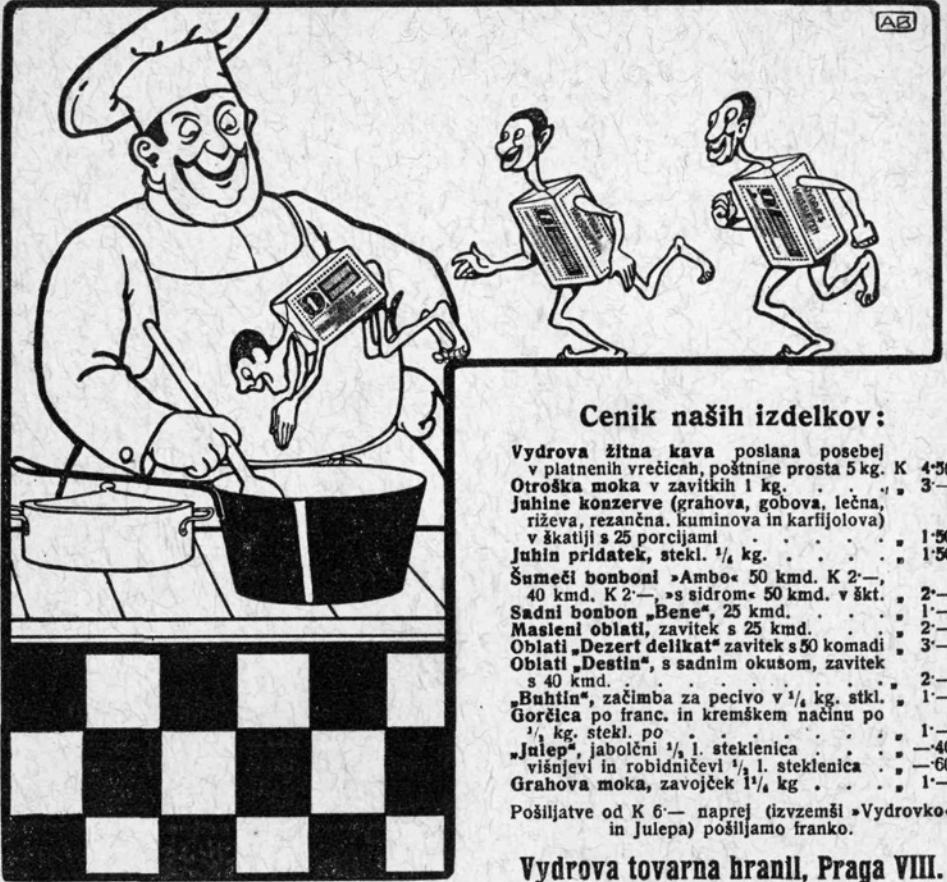 AB
Cenik naših izdelkov:
Vydrova žitna kava poslana posebej
v platnenih vrečicah, poštnine prosta 5 kg. K 4·50
Otroška moka v zavitkih 1 kg. . . . „ 3·—
Juhine konzerve (grahova, gobova, lečna,
riževa, rezančna. kuminova in karfijolova)
v škatlji s 25 porcijami . . . . . „ 1·50
Juhin pridatek, stekl. ¼ kg. . . . . „ 1·50
Šumeči bonboni »Ambo« 50 kmd. K 2·—,
40 kmd. K 2·—, »s sidrom« 50 kmd. v škt. „ 2·—
Sadni bonbon „Bene“, 25 kmd. . . . „ 1·—
Masleni oblati, zavitek s 25 kmd. . . „ 2·—
Oblati „Dezert delikat“ zavitek s 50 komadi „ 3·—
Oblati „Destin“, s sadnim okusom, zavitek
s 40 kmd. . . . . . . . . . „ 2·—
„Buhtin“, začimba za pecivo v ¼ kg. stkl. „ 1·—
Gorčica po franc. in kremškem načinu po
kg. stekl. po . . . . . . . „ 1·—
„Julep“, jabolčni l. steklenica . . . „ —·40
višnjevi in robidničevi l. steklenica . „ —·60
Grahova moka, zavojček 1¼ kg . . . . „ 1·—
Pošiljatve od K 6·— naprej (izvzemši »Vydrovko«
in Julepa) pošiljamo franko.
Vydrova tovarna hranil, Praga VIII.